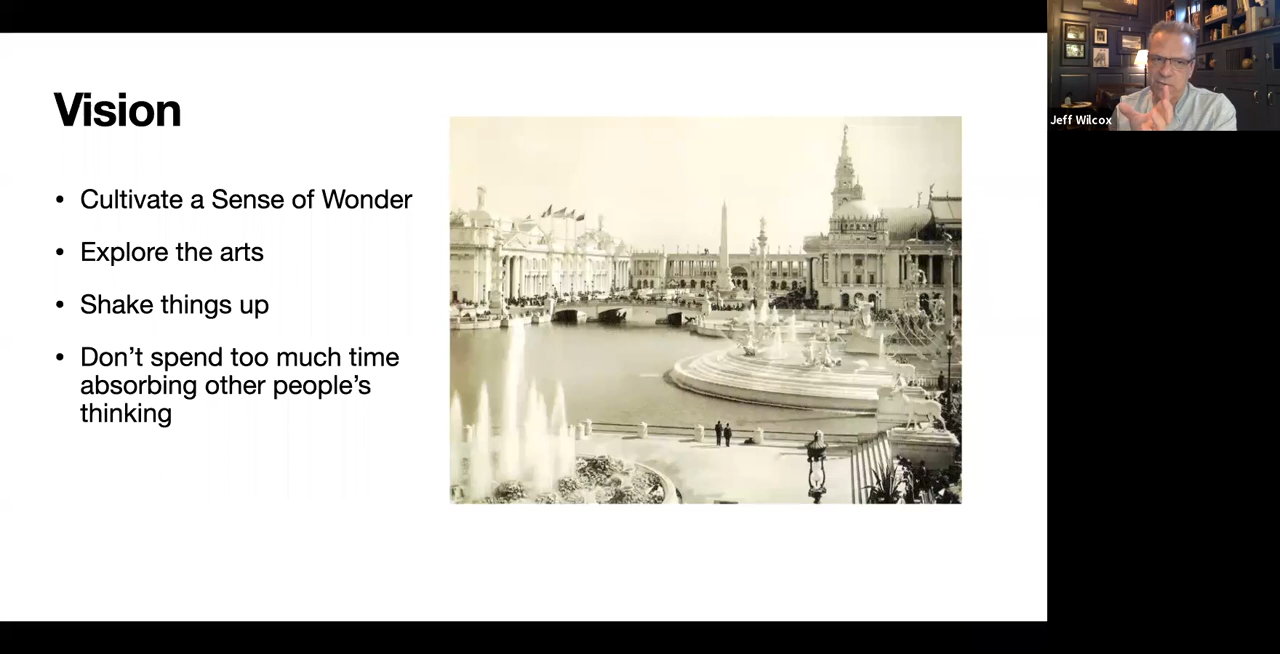 Vision
• Cultivate a Sense of Wonder
• Explore the arts
• Shake things up
• Don’t spend too much time
absorbing other people’s
thinking
Jeff Wilcox